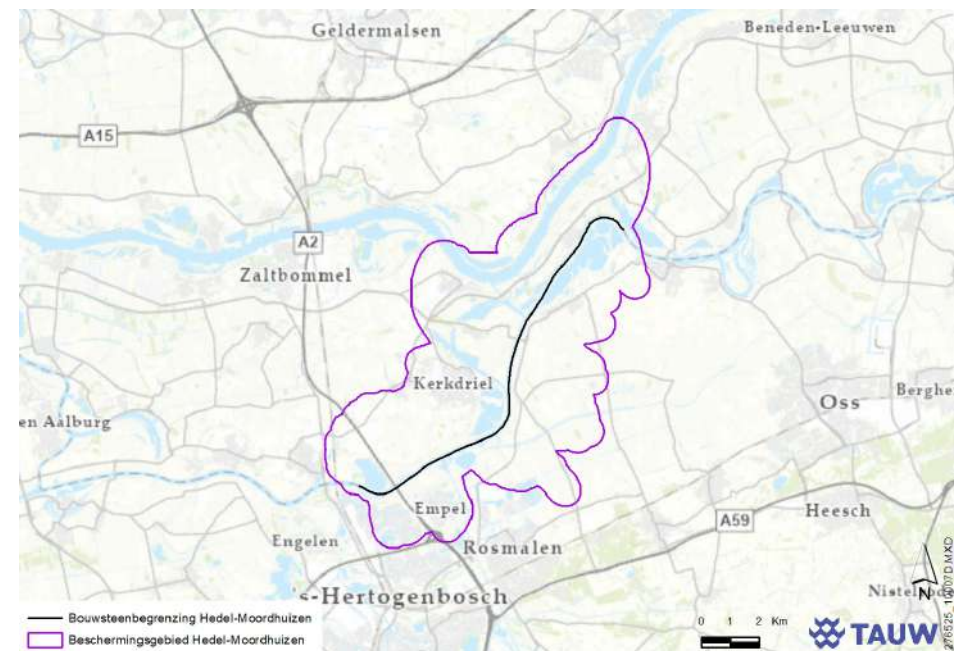 Geldermalsen
Beneden-Leeuwen
A15
A2
Zaltbommel
Kerkdriel
Oss
Berghe
en Aalburg
Empel
A59
Heesch
Engelen
Rosmalen
's-Hertogenbosch
Nistelrode
N
Bouwsteenbegrenzing Hedel-Moordhuizen
Beschermingsgebied Hedel-Moordhuizen
0 1 2 Km
TAUW